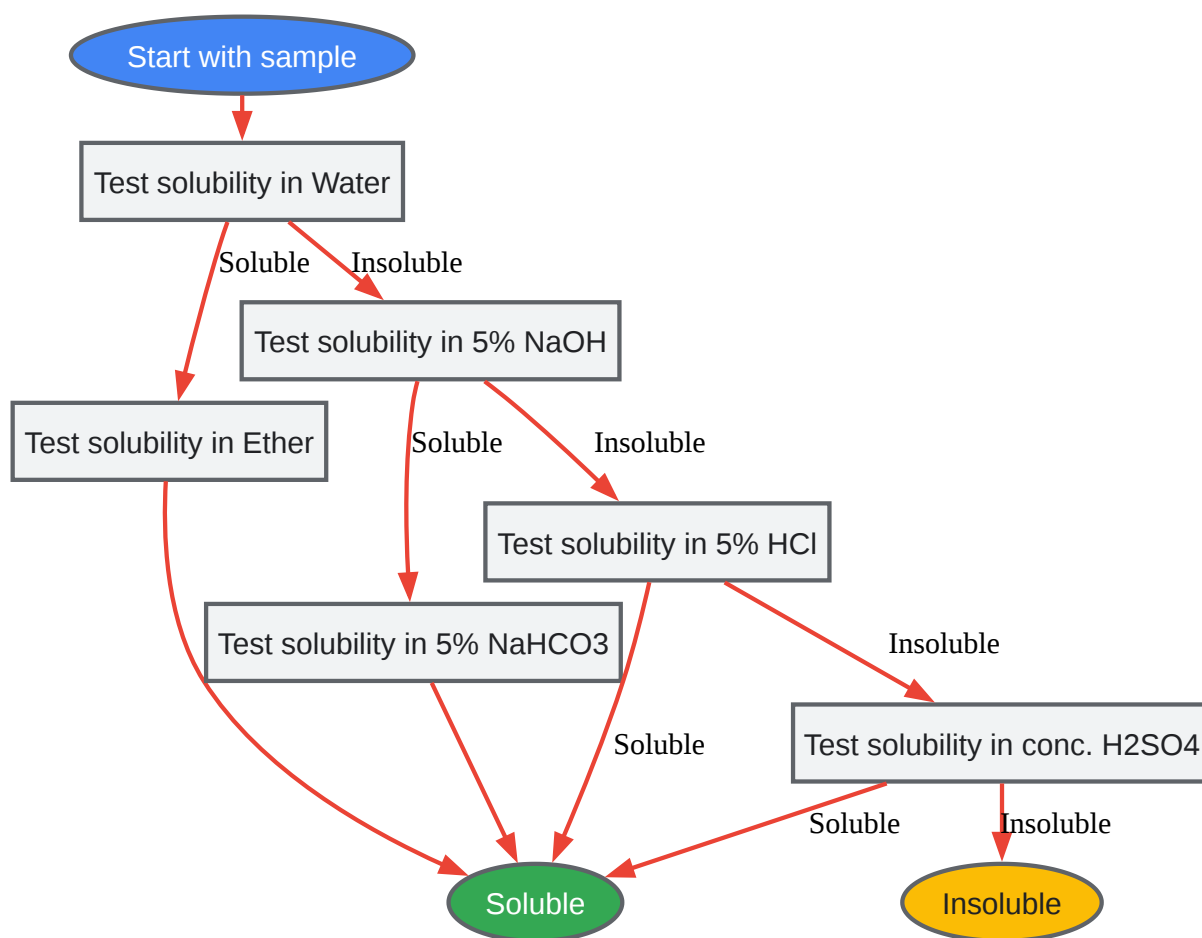 Start with sample
Test solubility in Water
Soluble
Insoluble
Test solubility in 5% NaOH
Test solubility in Ether
Soluble
Insoluble
Test solubility in 5% HCl
Test solubility in 5% NaHCO3
Insoluble
Soluble
Test solubility in conc. H2SO4
Soluble
Insoluble
Soluble
Insoluble